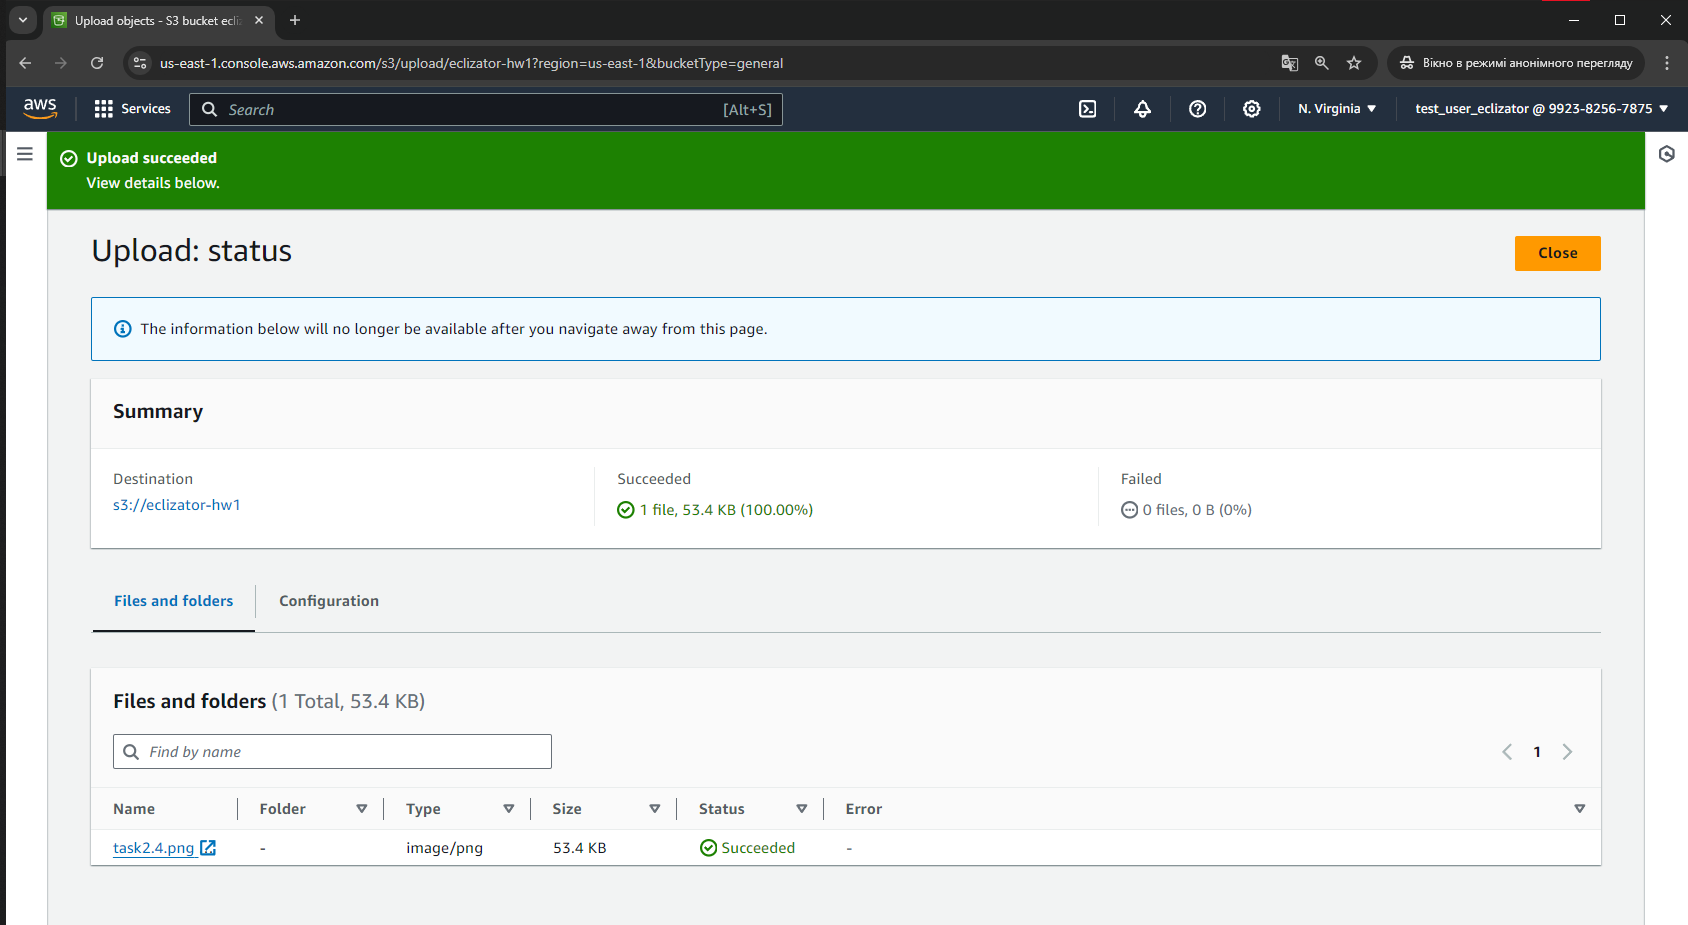 Upload objects - S3 bucket ecliz
us-east-1.console.aws.amazon.com/s3/upload/eclizator-hw1?region=us-east-1&bucketType=general
Вікно в режимі анонімного перегляду
aws
Services
Search
[Alt+S]
N. Virginia
test_user_eclizator @ 9923-8256-7875
Upload succeeded
View details below.
Upload: status
Close
The information below will no longer be available after you navigate away from this page.
Summary
Destination
s3://eclizator-hw1
Succeeded
1 file, 53.4 KB (100.00%)
Failed
0 files, 0 B (0%)
Files and folders
Configuration
Files and folders (1 Total, 53.4 KB)
Find by name
1
Name Folder Type Size Status Error
task2.4.png - image/png 53.4 KB Succeeded -